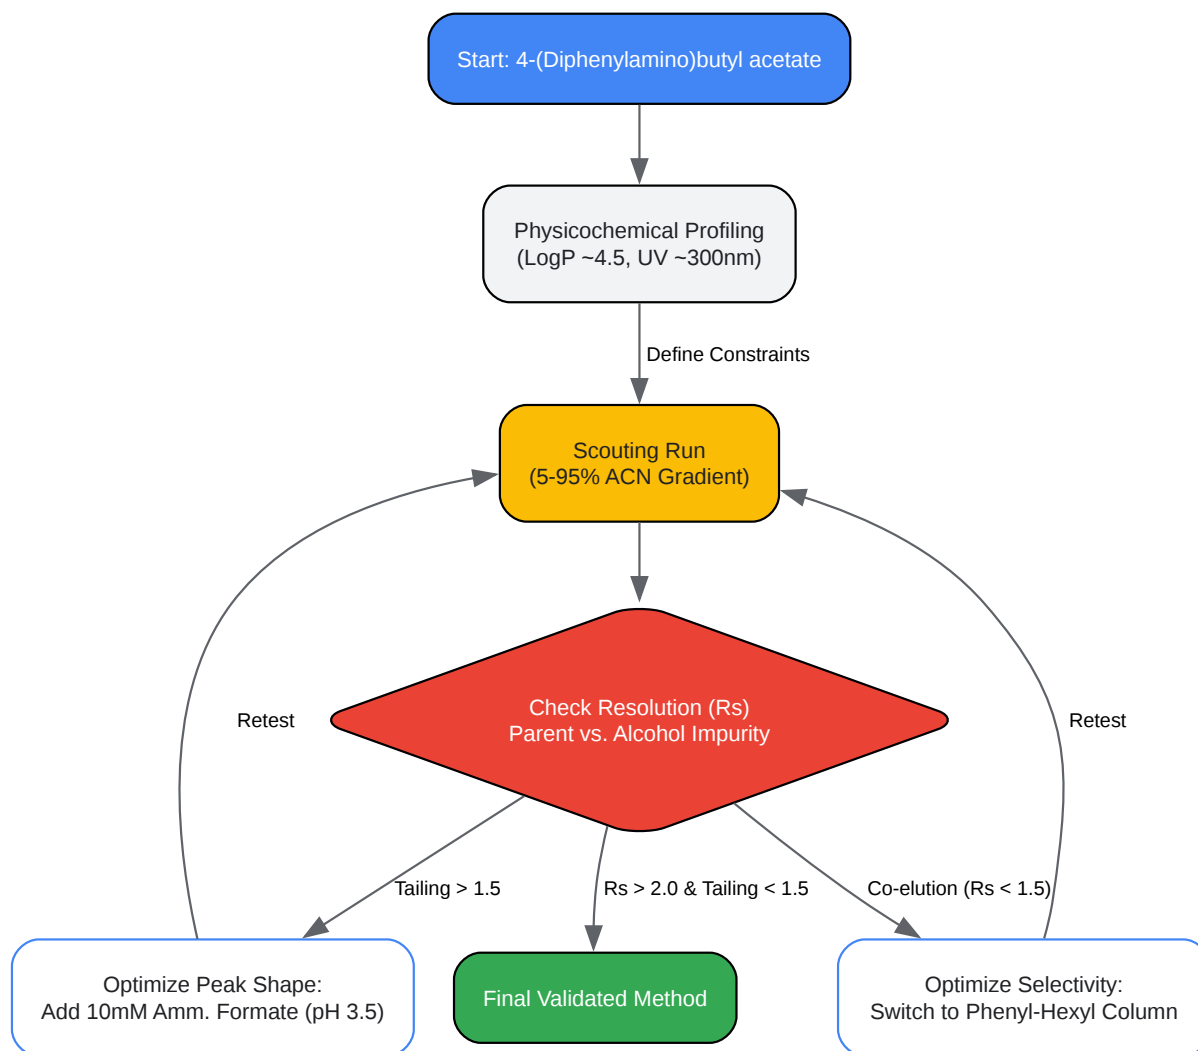 Start: 4-(Diphenylamino)butyl acetate
Physicochemical Profiling
(LogP ~4.5, UV ~300nm)
Define Constraints
Scouting Run
(5-95% ACN Gradient)
Check Resolution (Rs)
Parent vs. Alcohol Impurity
Retest
Retest
Tailing > 1.5
Rs > 2.0 & Tailing < 1.5
Co-elution (Rs < 1.5)
Optimize Peak Shape:
Add 10mM Amm. Formate (pH 3.5)
Final Validated Method
Optimize Selectivity:
Switch to Phenyl-Hexyl Column